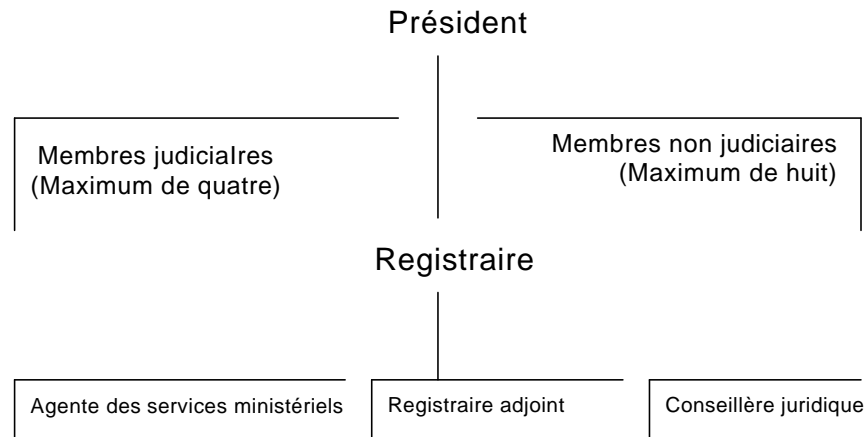 Président
Membres judiciaIres
(Maximum de quatre)
Membres non judiciaires
(Maximum de huit)
Registraire
Agente des services ministériels
Registraire adjoint
Conseillère juridique